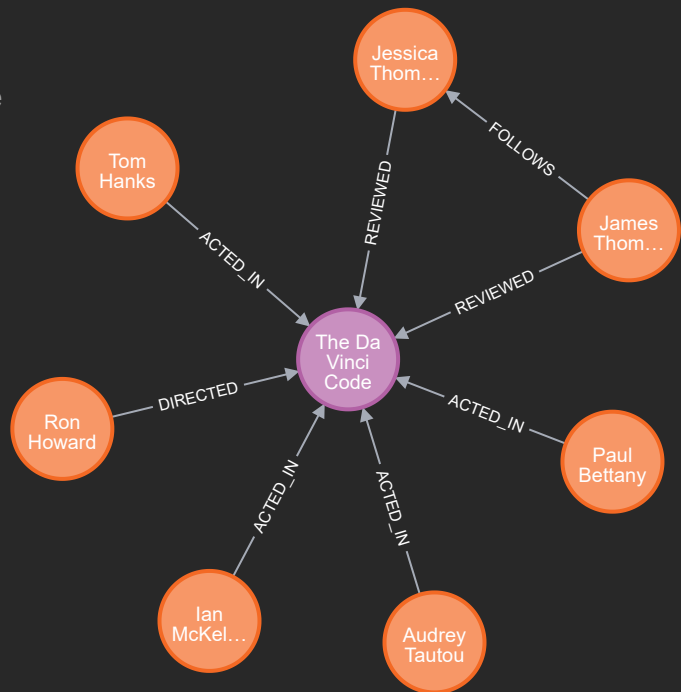 Jessica
Thom…
FOLLOWS
Tom
Hanks
REVIEWED
James
Thom…
ACTED_IN
REVIEWED
The Da
Vinci
Code
DIRECTED
ACTED_IN
Ron
Howard
Paul
Bettany
ACTED_IN
ACTED_IN
Ian
McKel…
Audrey
Tautou